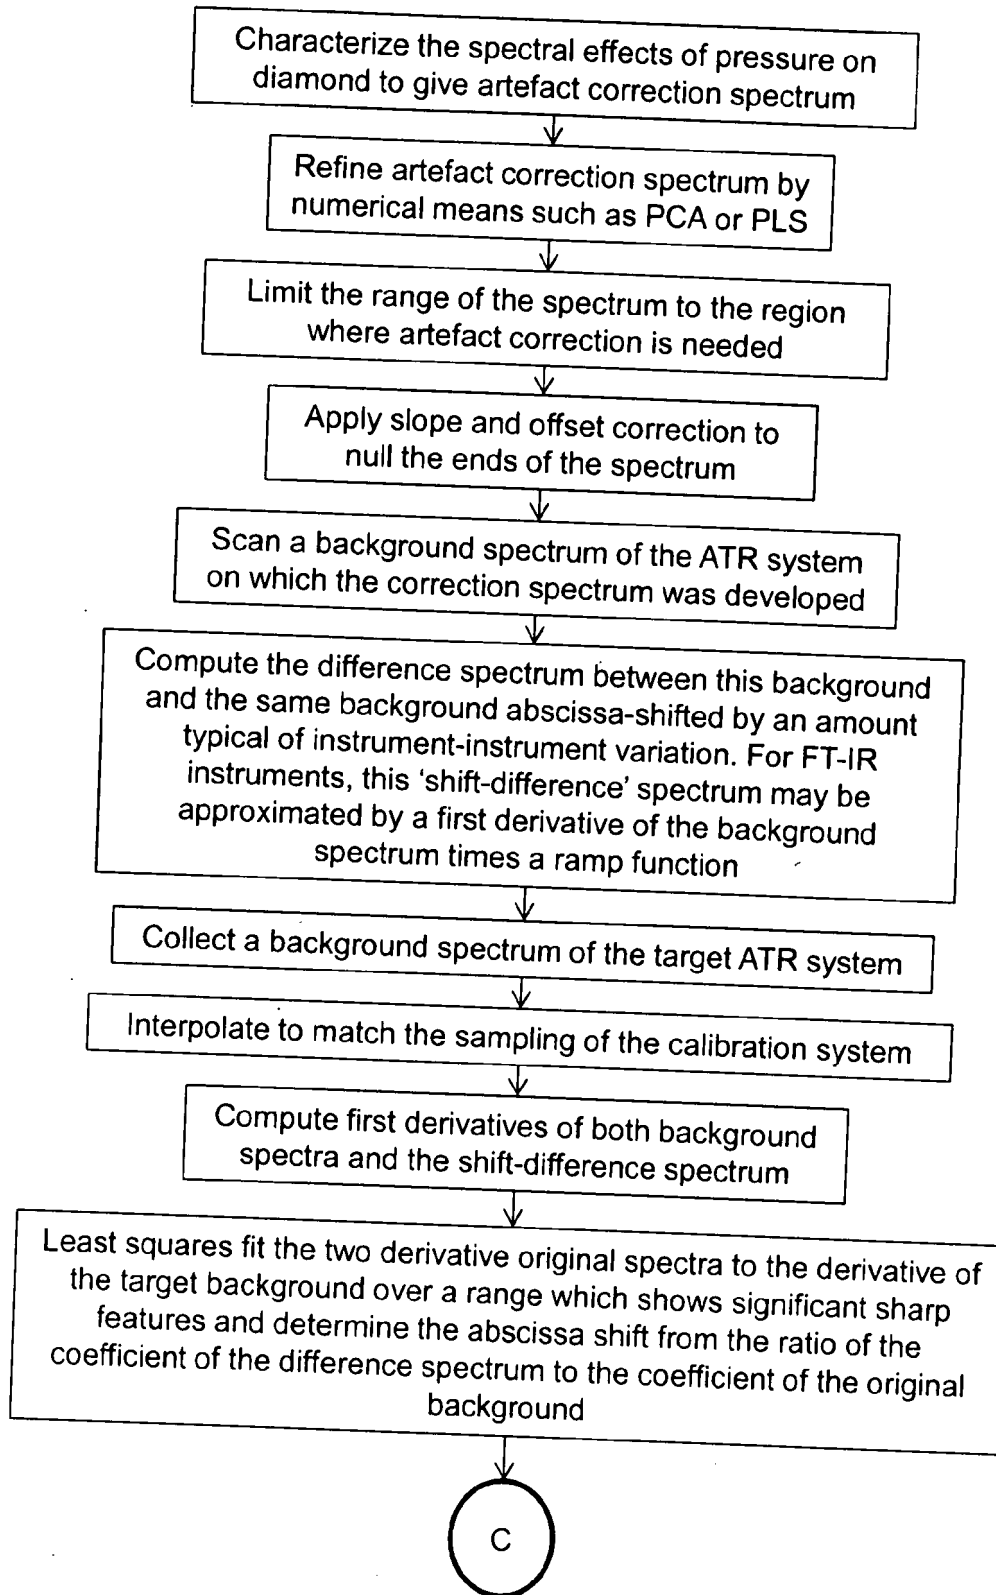 Characterize the spectral effects of pressure on
diamond to give artefact correction spectrum
Refine artefact correction spectrum by
numerical means such as PCA or PLS
Limit the range of the spectrum to the region
where artefact correction is needed
Apply slope and offset correction to
null the ends of the spectrum
Scan a background spectrum of the ATR system
on which the correction spectrum was developed
Compute the difference spectrum between this background
and the same background abscissa-shifted by an amount
typical of instrument-instrument variation. For FT-IR
instruments, this 'shift-difference' spectrum may be
approximated by a first derivative of the background
spectrum times a ramp function
Collect a background spectrum of the target ATR system
Interpolate to match the sampling of the calibration system
Compute first derivatives of both background
spectra and the shift-difference spectrum
Least squares fit the two derivative original spectra to the derivative of
the target background over a range which shows significant sharp
features and determine the abscissa shift from the ratio of the
coefficient of the difference spectrum to the coefficient of the original
background
C